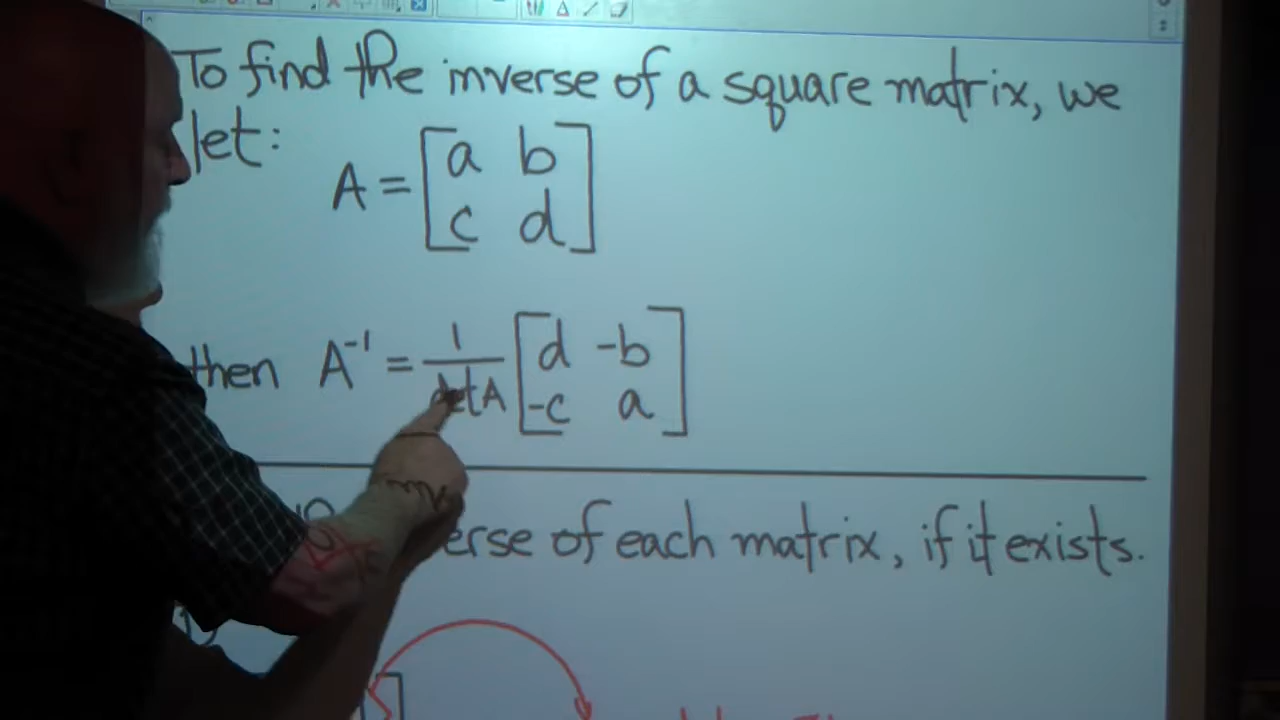 To find the inverse of a square matrix, we
let:
A = [a b
c d]
then A⁻¹ = 1/detA [d -b
-c a]
of each matrix, if it exists.